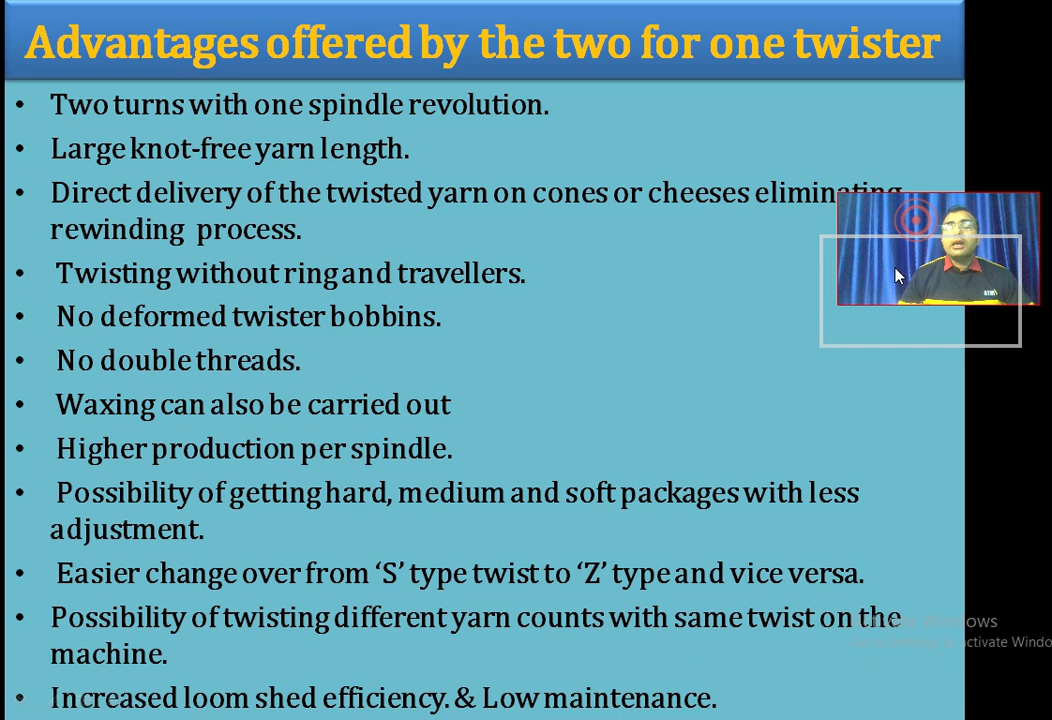 Advantages offered by the two for one twister
• Two turns with one spindle revolution.
• Large knot-free yarn length.
• Direct delivery of the twisted yarn on cones or cheeses eliminating
rewinding process.
• Twisting without ring and travellers.
• No deformed twister bobbins.
• No double threads.
• Waxing can also be carried out
• Higher production per spindle.
• Possibility of getting hard, medium and soft packages with less
adjustment.
• Easier change over from ‘S’ type twist to ‘Z’ type and vice versa.
• Possibility of twisting different yarn counts with same twist on the
machine.
• Increased loom shed efficiency. & Low maintenance.